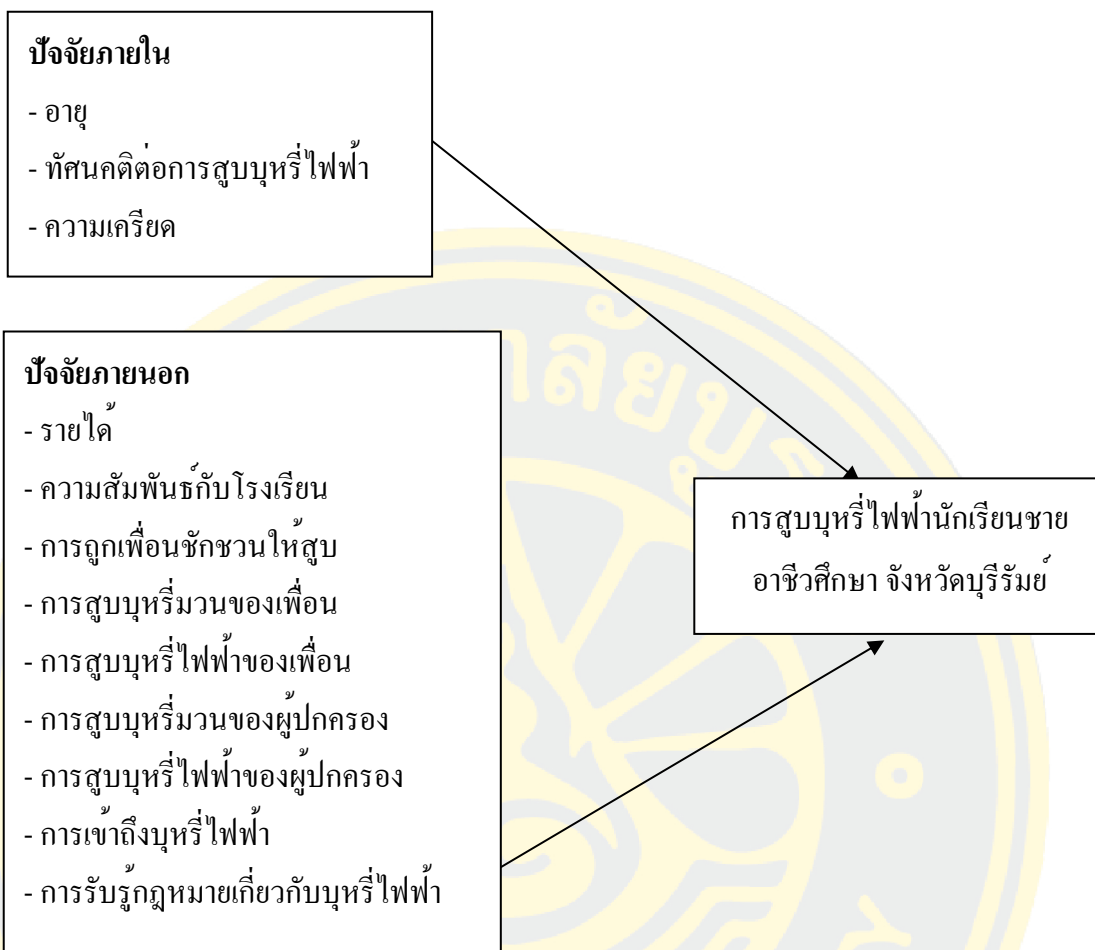 ปัจจัยภายใน
- อายุ
- ทัศนคติต่อการสูบบุหรี่ไฟฟ้า
- ความเครียด
ปัจจัยภายนอก
- รายได้
- ความสัมพันธ์กับโรงเรียน
- การถูกเพื่อนชักชวนให้สูบ
- การสูบบุหรี่มวนของเพื่อน
- การสูบบุหรี่ไฟฟ้าของเพื่อน
- การสูบบุหรี่มวนของผู้ปกครอง
- การสูบบุหรี่ไฟฟ้าของผู้ปกครอง
- การเข้าถึงบุหรี่ไฟฟ้า
- การรับรู้กฎหมายเกี่ยวกับบุหรี่ไฟฟ้า
การสูบบุหรี่ไฟฟ้านักเรียนชาย
อาชีวศึกษา จังหวัดบุรีรัมย์